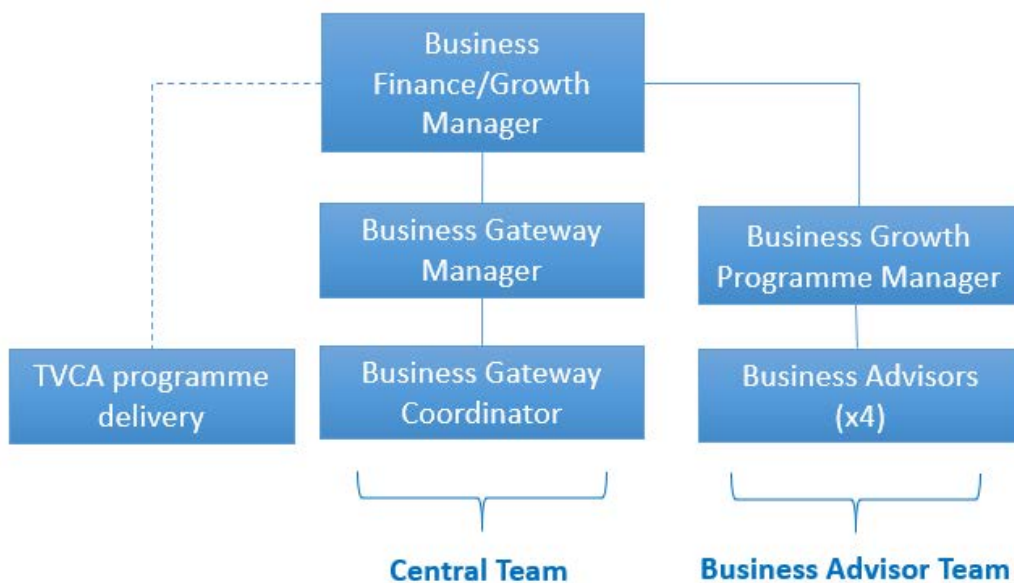 Business
Finance/Growth
Manager
Business Gateway
Manager
Business Growth
Programme Manager
TVCA programme
delivery
Business Gateway
Coordinator
Business Advisors
(x4)
Central Team
Business Advisor Team